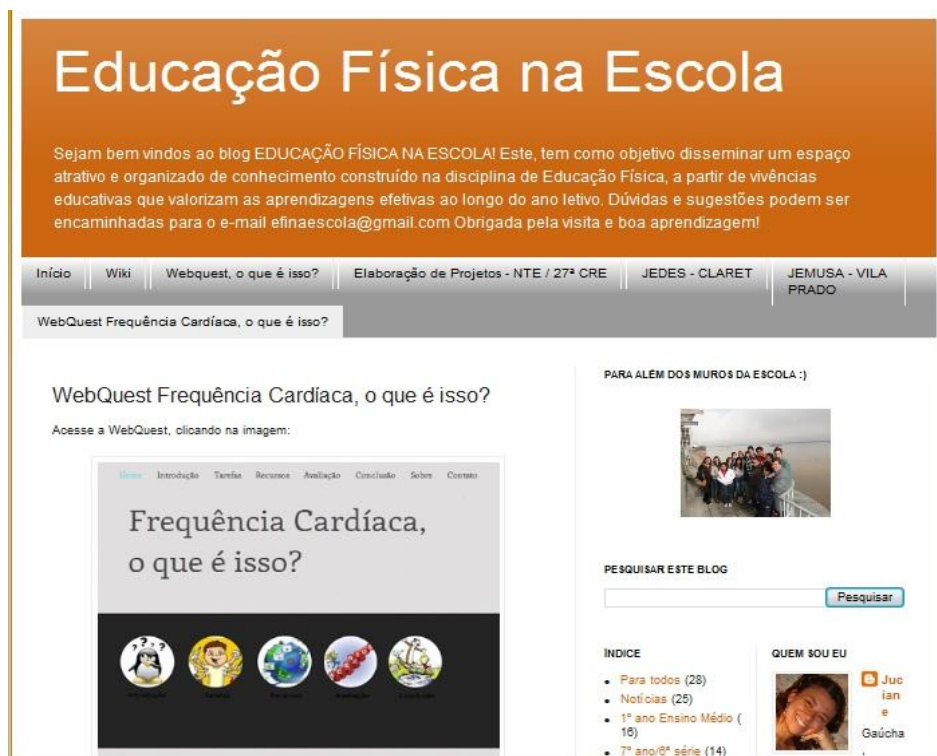 Educação Física na Escola
Sejam bem vindos ao blog EDUCAÇÃO FÍSICA NA ESCOLA! Este, tem como objetivo disseminar um espaço
atrativo e organizado de conhecimento construído na disciplina de Educação Física, a partir de vivências
educativas que valorizam as aprendizagens efetivas ao longo do ano letivo. Dúvidas e sugestões podem ser
encaminhadas para o e-mail efinaescola@gmail.com Obrigada pela visita e boa aprendizagem!
Início Wiki Webquest, o que é isso? Elaboração de Projetos - NTE / 27ª CRE JEDES - CLARET JEMUSA - VILA
PRADO
WebQuest Frequência Cardíaca, o que é isso?
WebQuest Frequência Cardíaca, o que é isso?
Acesse a WebQuest, clicando na imagem:
Home Introdução Tarefas Recursos Avaliação Conclusão Sobre Contato
Frequência Cardíaca,
o que é isso?
PARA ALÉM DOS MUROS DA ESCOLA :)
PESQUISAR ESTE BLOG
Pesquisar
ÍNDICE
Para todos (28)
Notícias (25)
1º ano Ensino Médio (
16)
7º ano/6ª série (14)
QUEM SOU EU
Juc
ian
e
Gaúcha